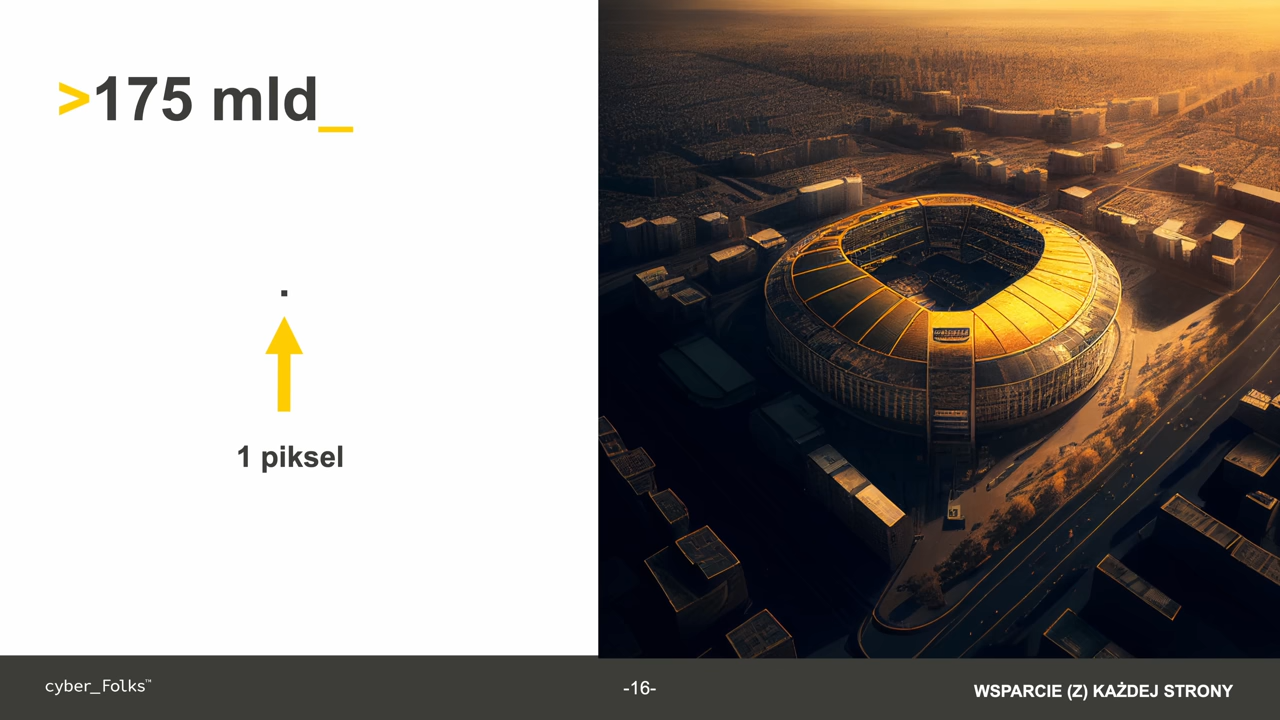 >175 mld_
.
1 piksel
cyber_Folks™
-16-
WSPARCIE (Z) KAŻDEJ STRONY